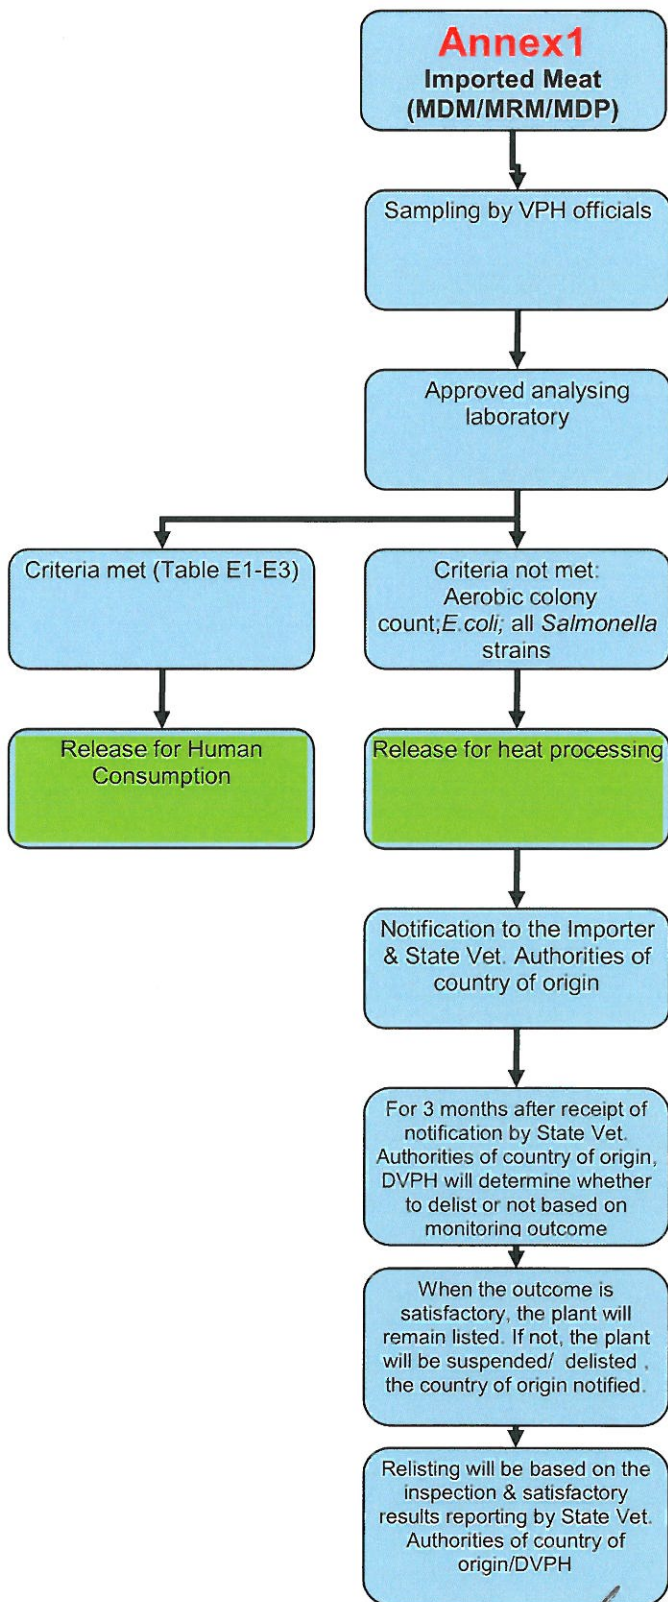 Annex1
Imported Meat
(MDM/MRM/MDP)
Sampling by VPH officials
Approved analysing
laboratory
Criteria met (Table E1-E3)
Criteria not met:
Aerobic colony
count;E.coli; all Salmonella
strains
Release for Human
Consumption
Release for heat processing
Notification to the Importer
& State Vet. Authorities of
country of origin
For 3 months after receipt of
notification by State Vet.
Authorities of country of origin,
DVPH will determine whether
to delist or not based on
monitoring outcome
When the outcome is
satisfactory, the plant will
remain listed. If not, the plant
will be suspended/ delisted ,
the country of origin notified.
Relisting will be based on the
inspection & satisfactory
results reporting by State Vet.
Authorities of country of
origin/DVPH